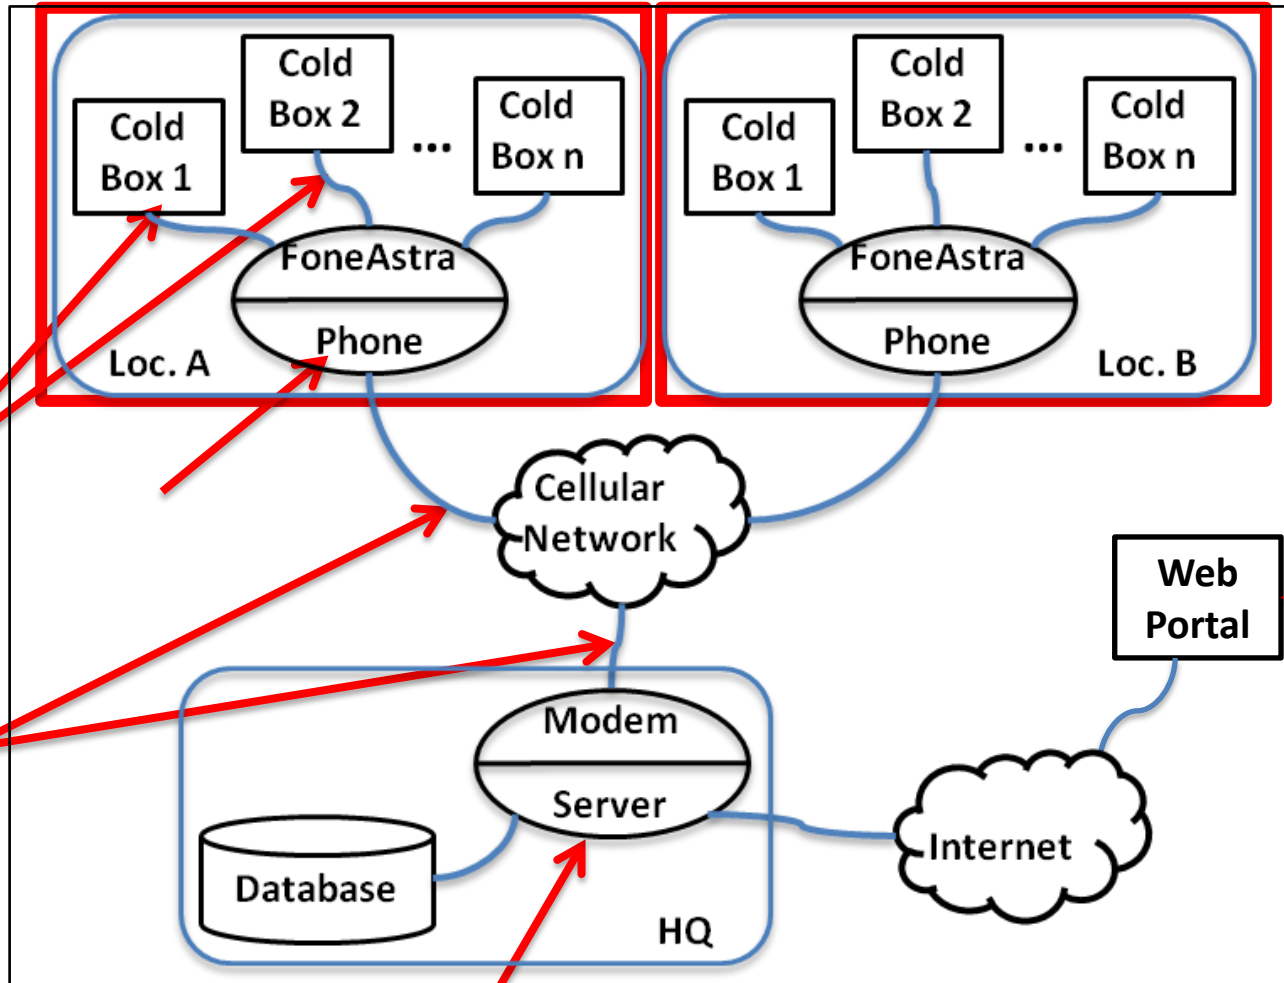 Cold
Box 1
Cold
Box 2
...
Cold
Box n
FoneAstra
Phone
Loc. A
Cold
Box 1
Cold
Box 2
...
Cold
Box n
FoneAstra
Phone
Loc. B
Cellular
Network
Web
Portal
Modem
Server
Database
HQ
Internet